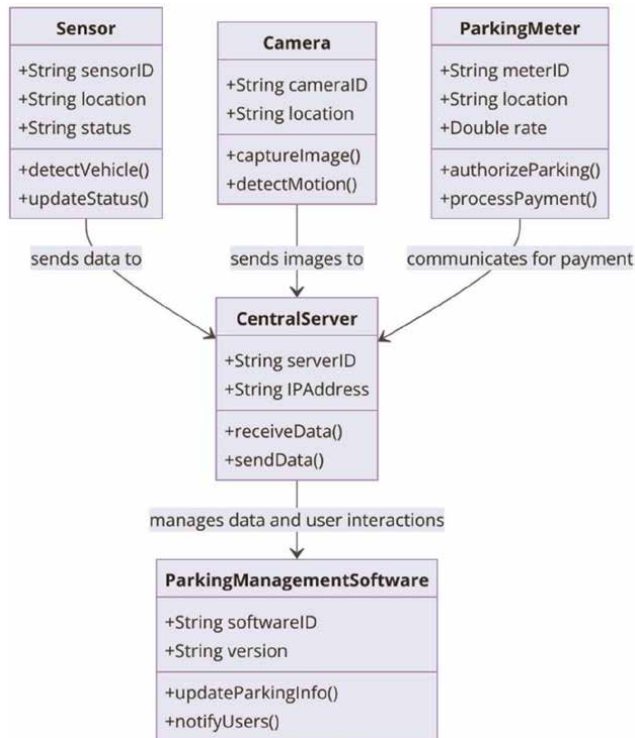 Sensor
+String sensorID
+String location
+String status
+detectVehicle()
+updateStatus()
Camera
+String cameraID
+String location
+captureImage()
+detectMotion()
ParkingMeter
+String meterID
+String location
+Double rate
+authorizeParking()
+processPayment()
sends data to
sends images to
communicates for payment
CentralServer
+String serverID
+String IPAddress
+receiveData()
+sendData()
manages data and user interactions
ParkingManagementSoftware
+String softwareID
+String version
+updateParkingInfo()
+notifyUsers()